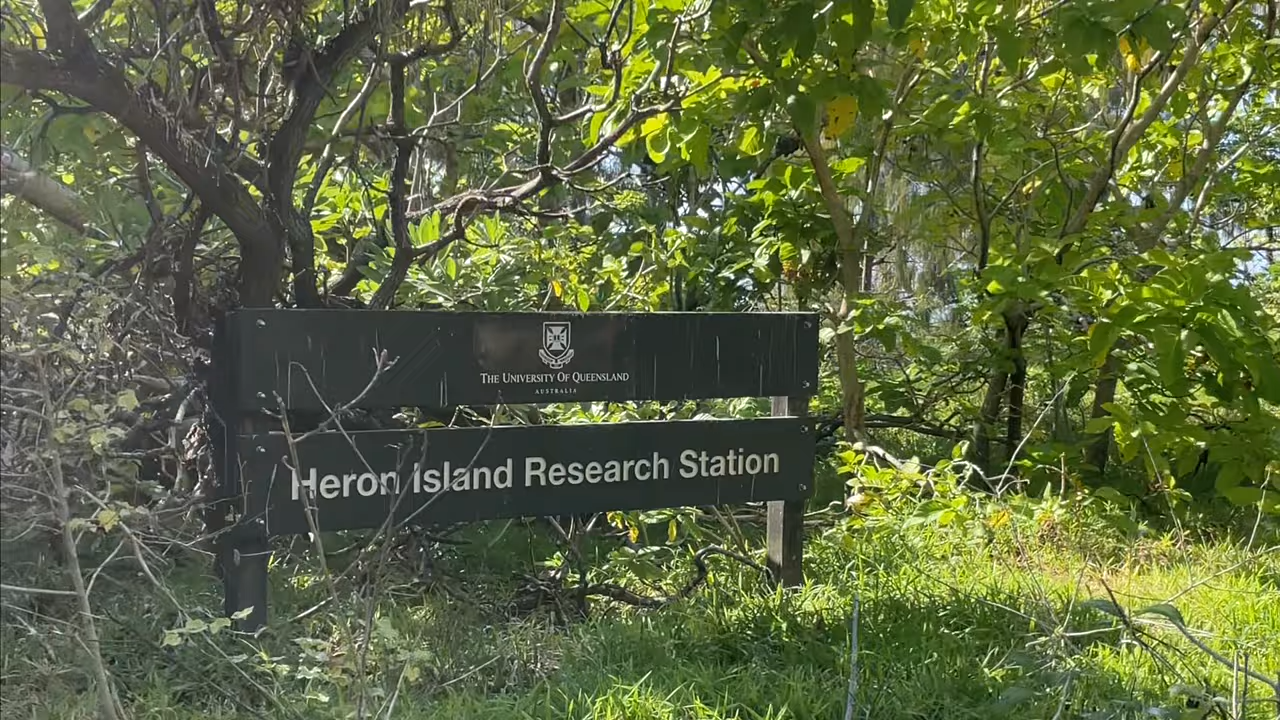 The University Of Queensland
AUSTRALIA
Heron Island Research Station